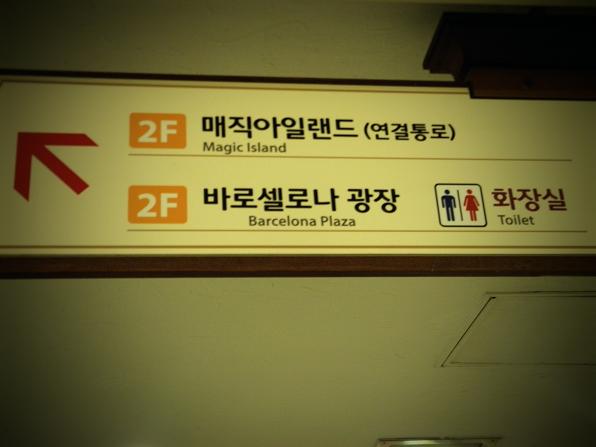 2F 매직아일랜드 (연결통로)
Magic Island
2F 바로셀로나 광장 화장실
Barcelona Plaza Toilet